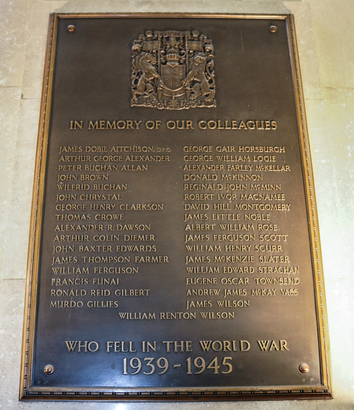 IN MEMORY OF OUR COLLEAGUES
JAMES DOBIE AITCHISON, D.F.C.
ARTHUR GEORGE ALEXANDER
PETER BUCHAN ALLAN
JOHN BROWN
WILFRID BUCHAN
JOHN CHRYSTAL
GEORGE HENRY CLARKSON
THOMAS CROWE
ALEXANDER R. DAWSON
ARTHUR COLIN DIEMER
JOHN BAXTER EDWARDS
JAMES THOMPSON FARMER
WILLIAM FERGUSON
FRANCIS FUNAI
RONALD REID GILBERT
MURDO GILLIES
GEORGE GAIR HORSBURGH
GEORGE WILLIAM LOGIE
ALEXANDER FARLEY McKELLAR
DONALD McKINNON
REGINALD JOHN McMINN
ROBERT IVOR MACNAMEE
DAVID HILL MONTGOMERY
JAMES LITTLE NOBLE
ALBERT WILLIAM ROSE
JAMES FERGUSON SCOTT
WILLIAM HENRY SCURR
JAMES McKENZIE SLATER
WILLIAM EDWARD STRACHAN
EUGENE OSCAR TOWNSEND
ANDREW JAMES McKAY VASS
JAMES WILSON
WILLIAM RENTON WILSON
WHO FELL IN THE WORLD WAR
1939-1945